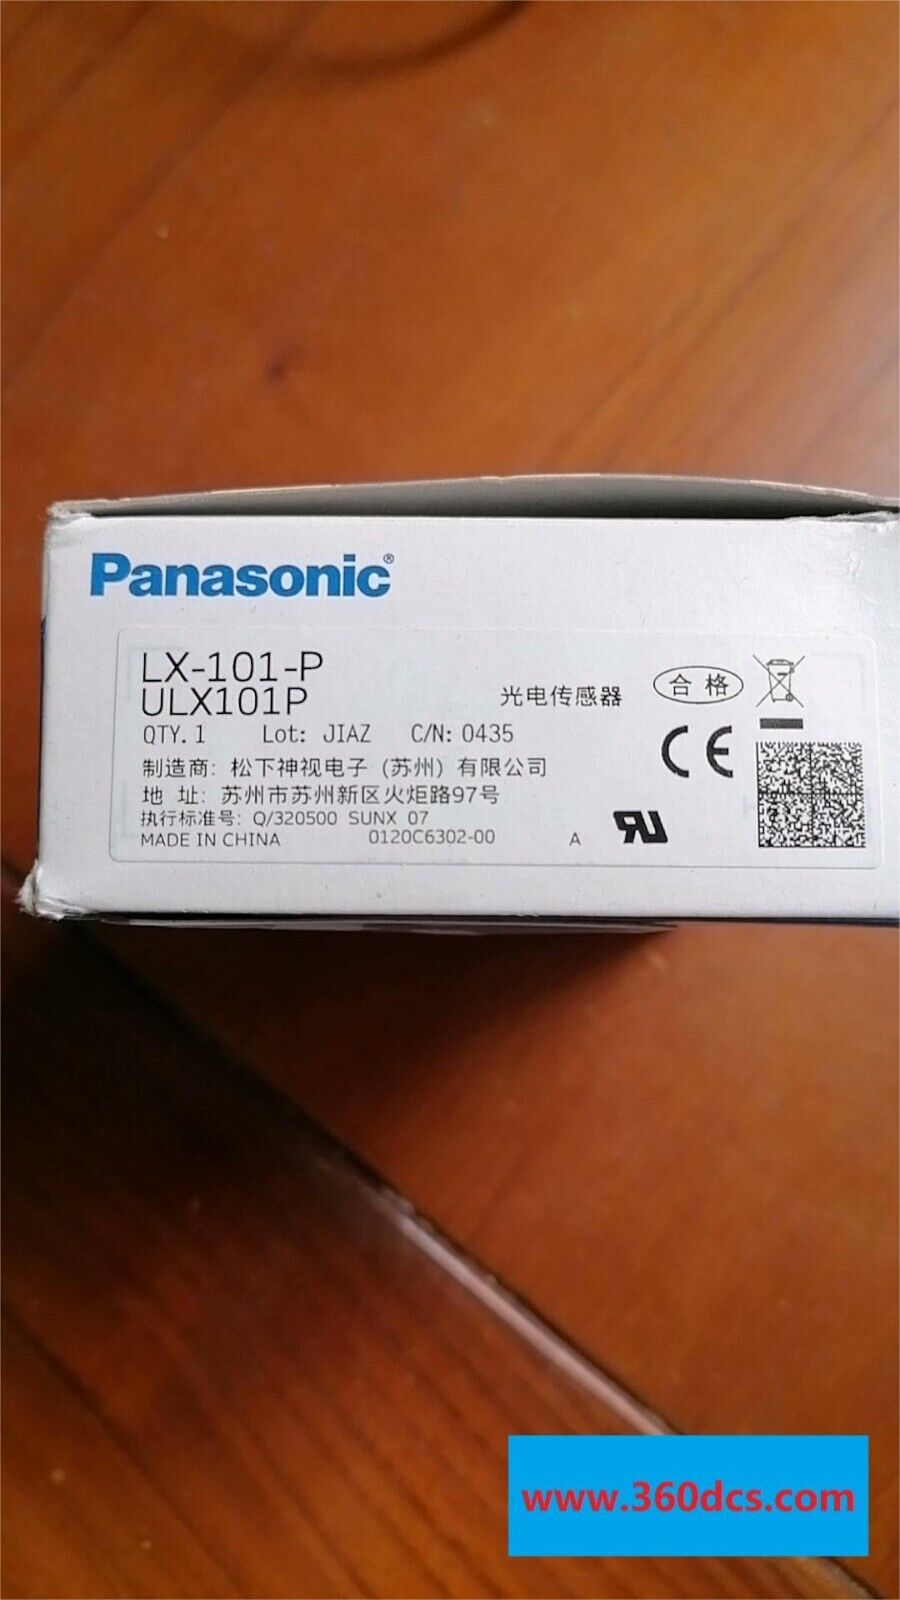 Panasonic®
LX-101-P
ULX101P
光电传感器
合格
QTY. 1 Lot: JIAZ C/N: 0435
制造商: 松下神视电子 (苏州) 有限公司
地 址: 苏州市苏州新区火炬路97号
执行标准号: Q/320500 SUNX 07
MADE IN CHINA 0120C6302-00 A
CE
RU
www.360dcs.com